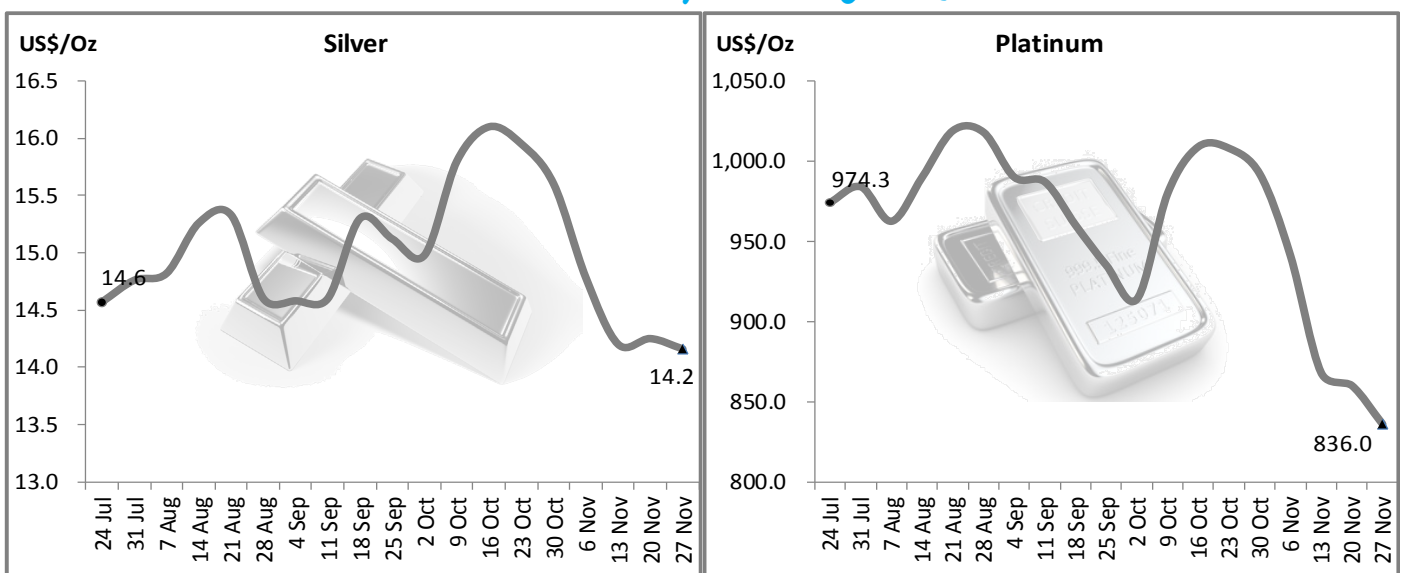 US$/Oz
Silver
16.5
16.0
15.5
15.0
14.5
14.0
13.5
13.0
14.6
14.2
24 Jul
31 Jul
7 Aug
14 Aug
21 Aug
28 Aug
4 Sep
11 Sep
18 Sep
25 Sep
2 Oct
9 Oct
16 Oct
23 Oct
30 Oct
6 Nov
13 Nov
20 Nov
27 Nov
US$/Oz
Platinum
1,050.0
1,000.0
950.0
900.0
850.0
800.0
974.3
836.0
24 Jul
31 Jul
7 Aug
14 Aug
21 Aug
28 Aug
4 Sep
11 Sep
18 Sep
25 Sep
2 Oct
9 Oct
16 Oct
23 Oct
30 Oct
6 Nov
13 Nov
20 Nov
27 Nov